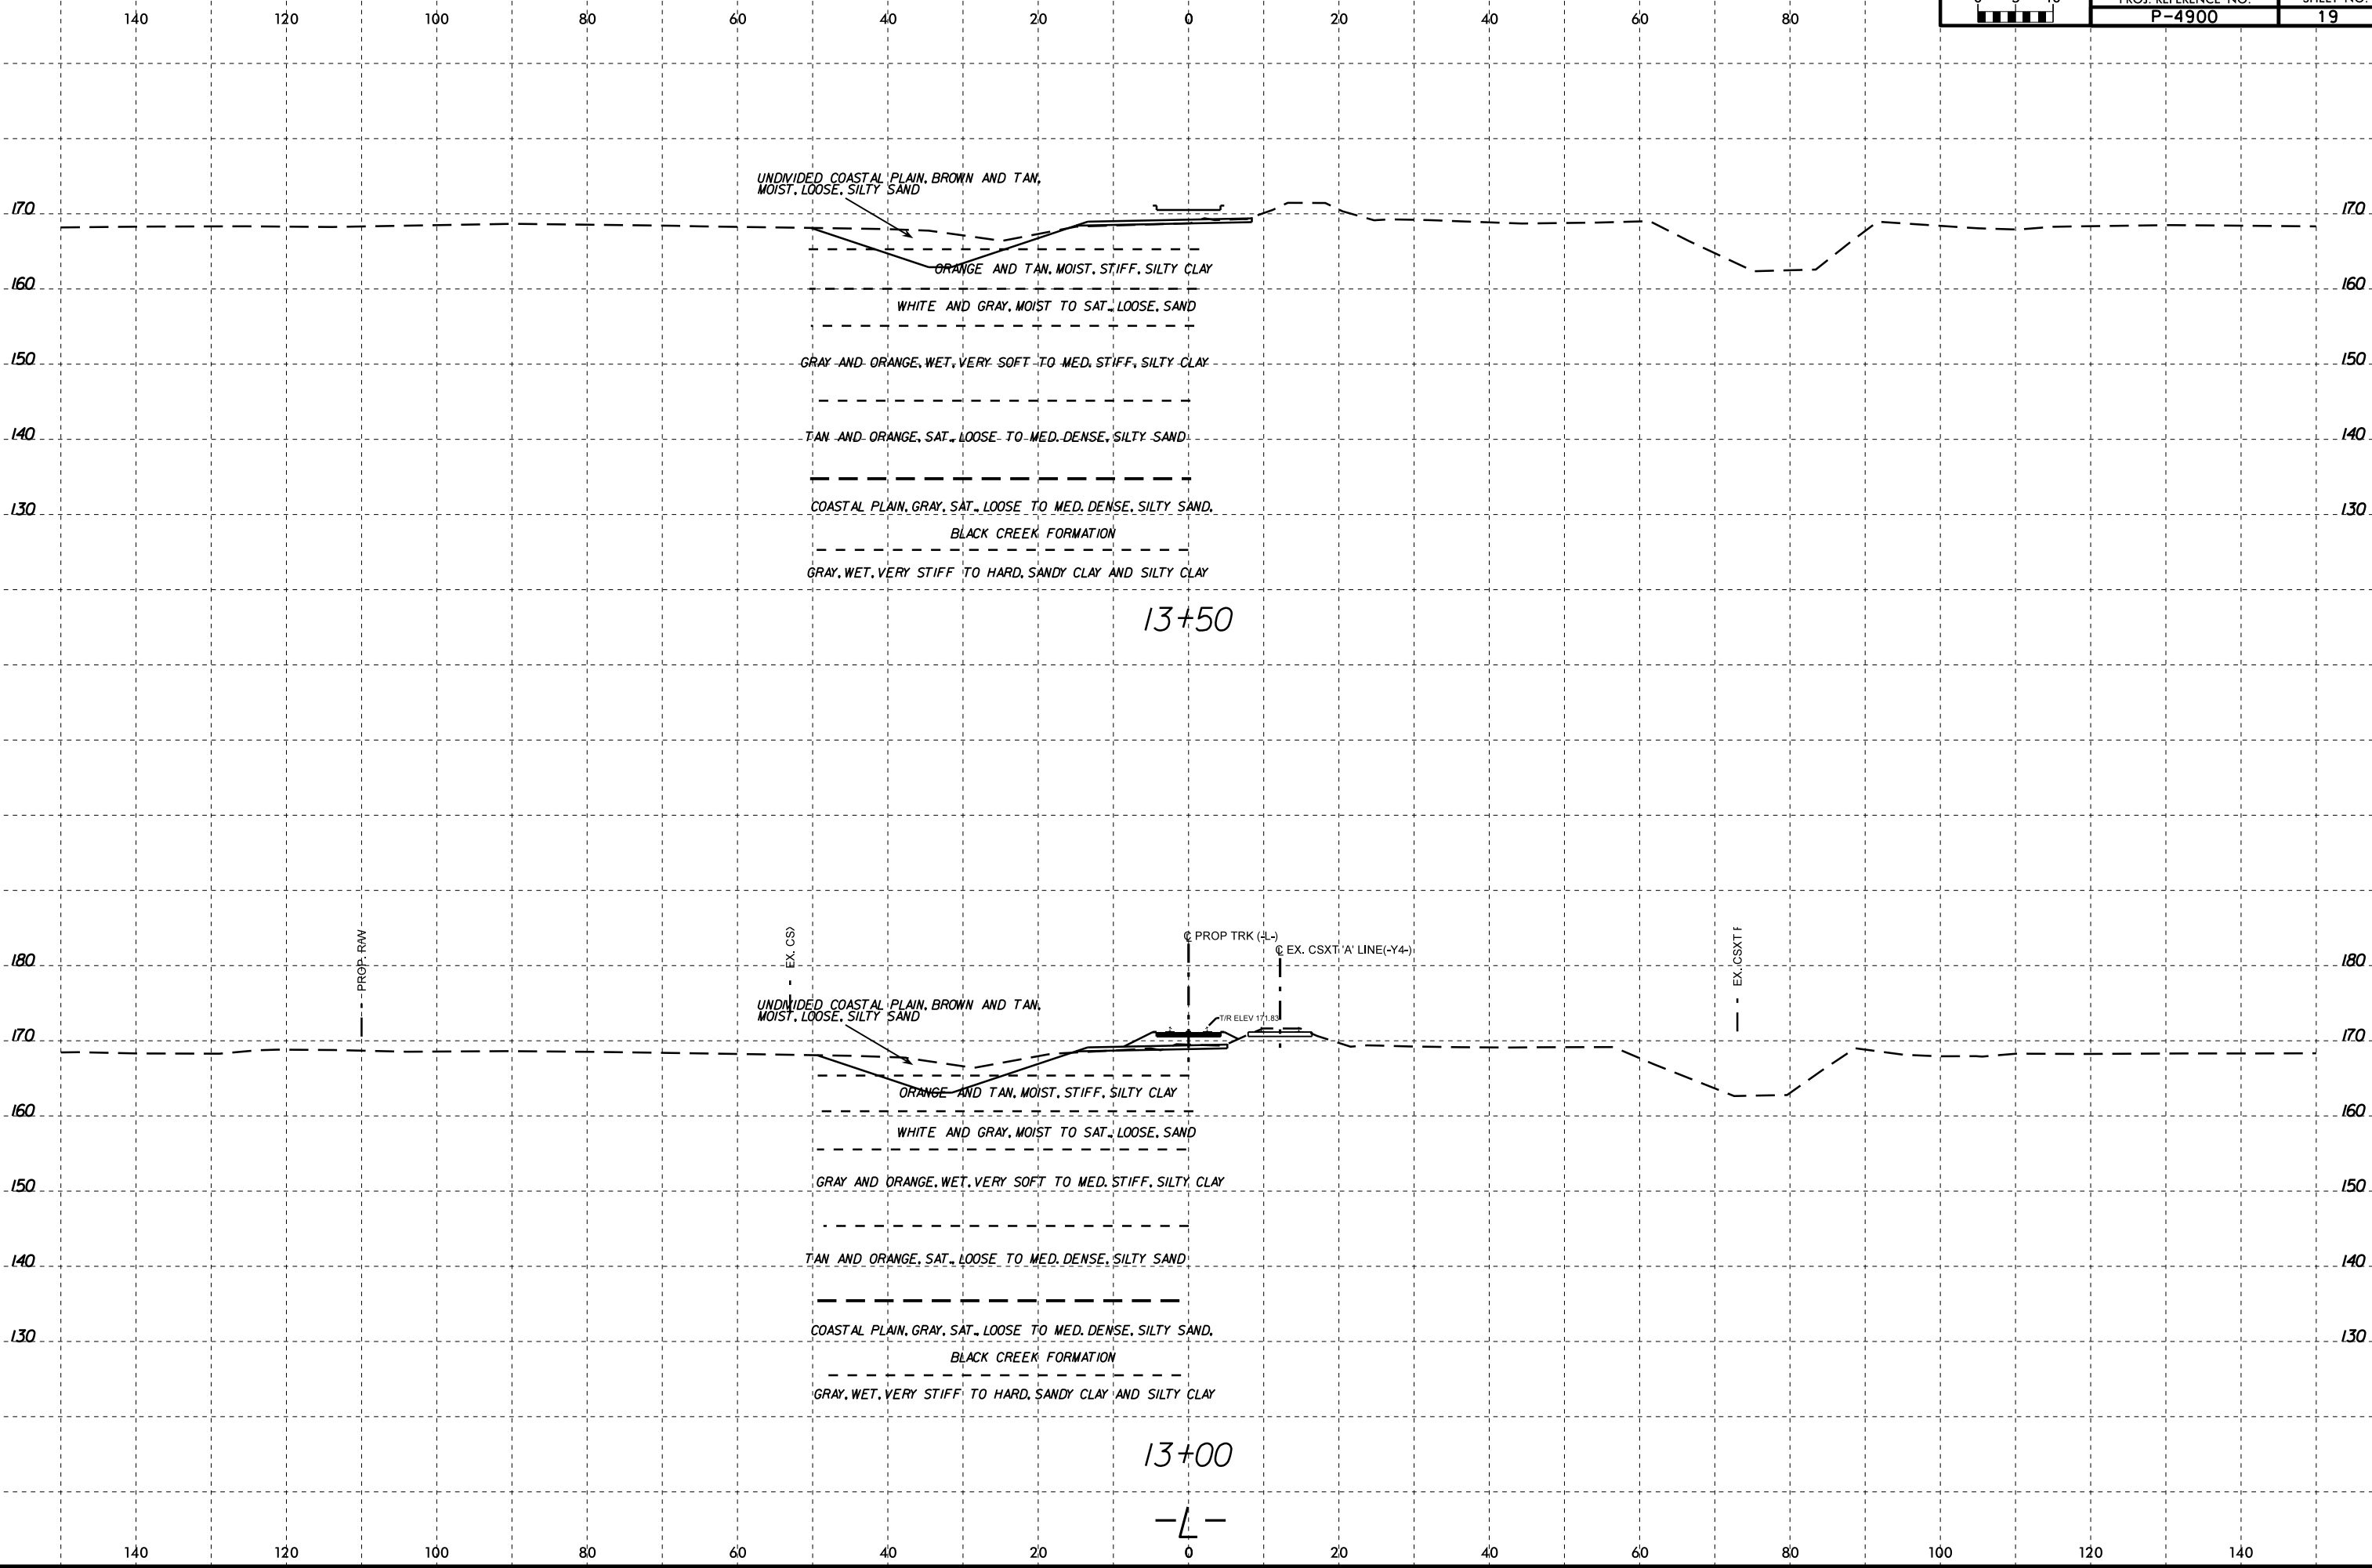 140 120 100 80 60 40 20 0 20 40 60 80
P-4900 19
UNDIVIDED COASTAL PLAIN, BROWN AND TAN,
MOIST, LOOSE, SILTY SAND
170 170
ORANGE AND TAN, MOIST, STIFF, SILTY CLAY
160 160
WHITE AND GRAY, MOIST TO SAT., LOOSE, SAND
150 GRAY AND ORANGE, WET, VERY SOFT TO MED. STIFF, SILTY CLAY 150
140 TAN AND ORANGE, SAT., LOOSE TO MED. DENSE, SILTY SAND 140
130 COASTAL PLAIN, GRAY, SAT., LOOSE TO MED. DENSE, SILTY SAND, 130
BLACK CREEK FORMATION
GRAY, WET, VERY STIFF TO HARD, SANDY CLAY AND SILTY CLAY
13+50
PROP. RAW
EX. CSX
℄ PROP TRK (-L-)
℄ EX. CSXT 'A' LINE(-Y4-)
EX. CSXT
180 180
UNDIVIDED COASTAL PLAIN, BROWN AND TAN,
MOIST, LOOSE, SILTY SAND
T/R ELEV 171.83
170 170
ORANGE AND TAN, MOIST, STIFF, SILTY CLAY
160 160
WHITE AND GRAY, MOIST TO SAT., LOOSE, SAND
150 GRAY AND ORANGE, WET, VERY SOFT TO MED. STIFF, SILTY CLAY 150
140 TAN AND ORANGE, SAT., LOOSE TO MED. DENSE, SILTY SAND 140
130 COASTAL PLAIN, GRAY, SAT., LOOSE TO MED. DENSE, SILTY SAND, 130
BLACK CREEK FORMATION
GRAY, WET, VERY STIFF TO HARD, SANDY CLAY AND SILTY CLAY
13+00
-L-
140 120 100 80 60 40 20 0 20 40 60 80 100 120 140